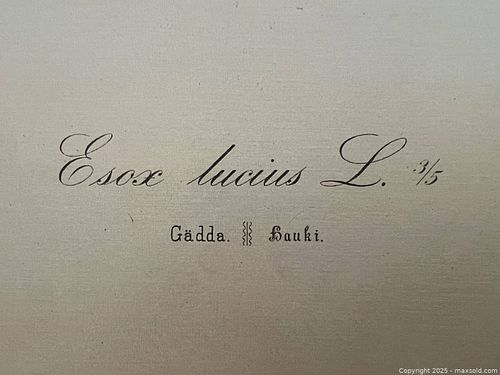 Esox lucius L. 3/5
Gädda. Hauki.
Copyright 2025 - maxsold.com